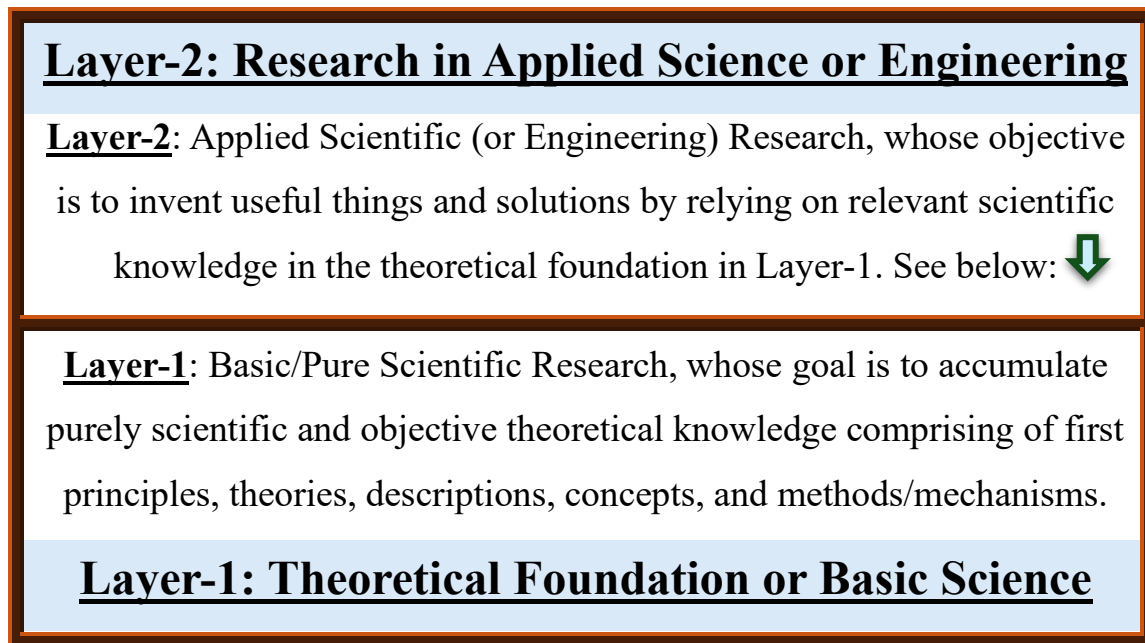 Layer-2: Research in Applied Science or Engineering
Layer-2: Applied Scientific (or Engineering) Research, whose objective
is to invent useful things and solutions by relying on relevant scientific
knowledge in the theoretical foundation in Layer-1. See below:
Layer-1: Basic/Pure Scientific Research, whose goal is to accumulate
purely scientific and objective theoretical knowledge comprising of first
principles, theories, descriptions, concepts, and methods/mechanisms.
Layer-1: Theoretical Foundation or Basic Science